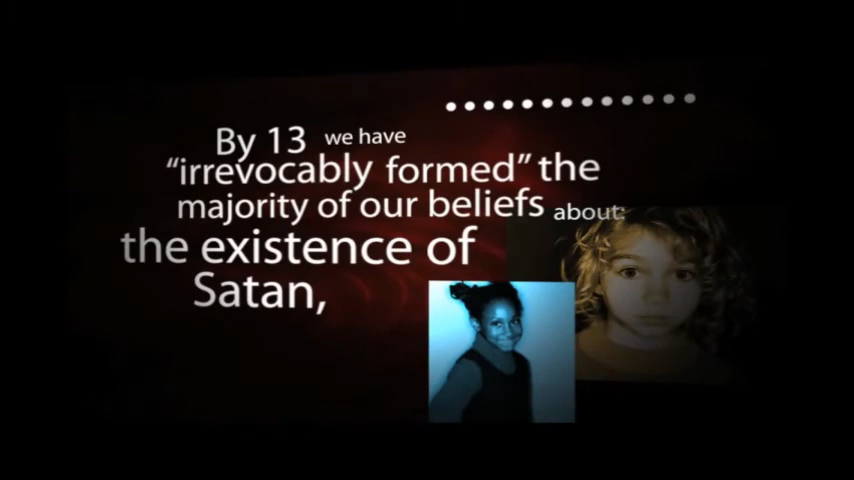 By 13 we have
“irrevocably formed” the
majority of our beliefs about:
the existence of
Satan,